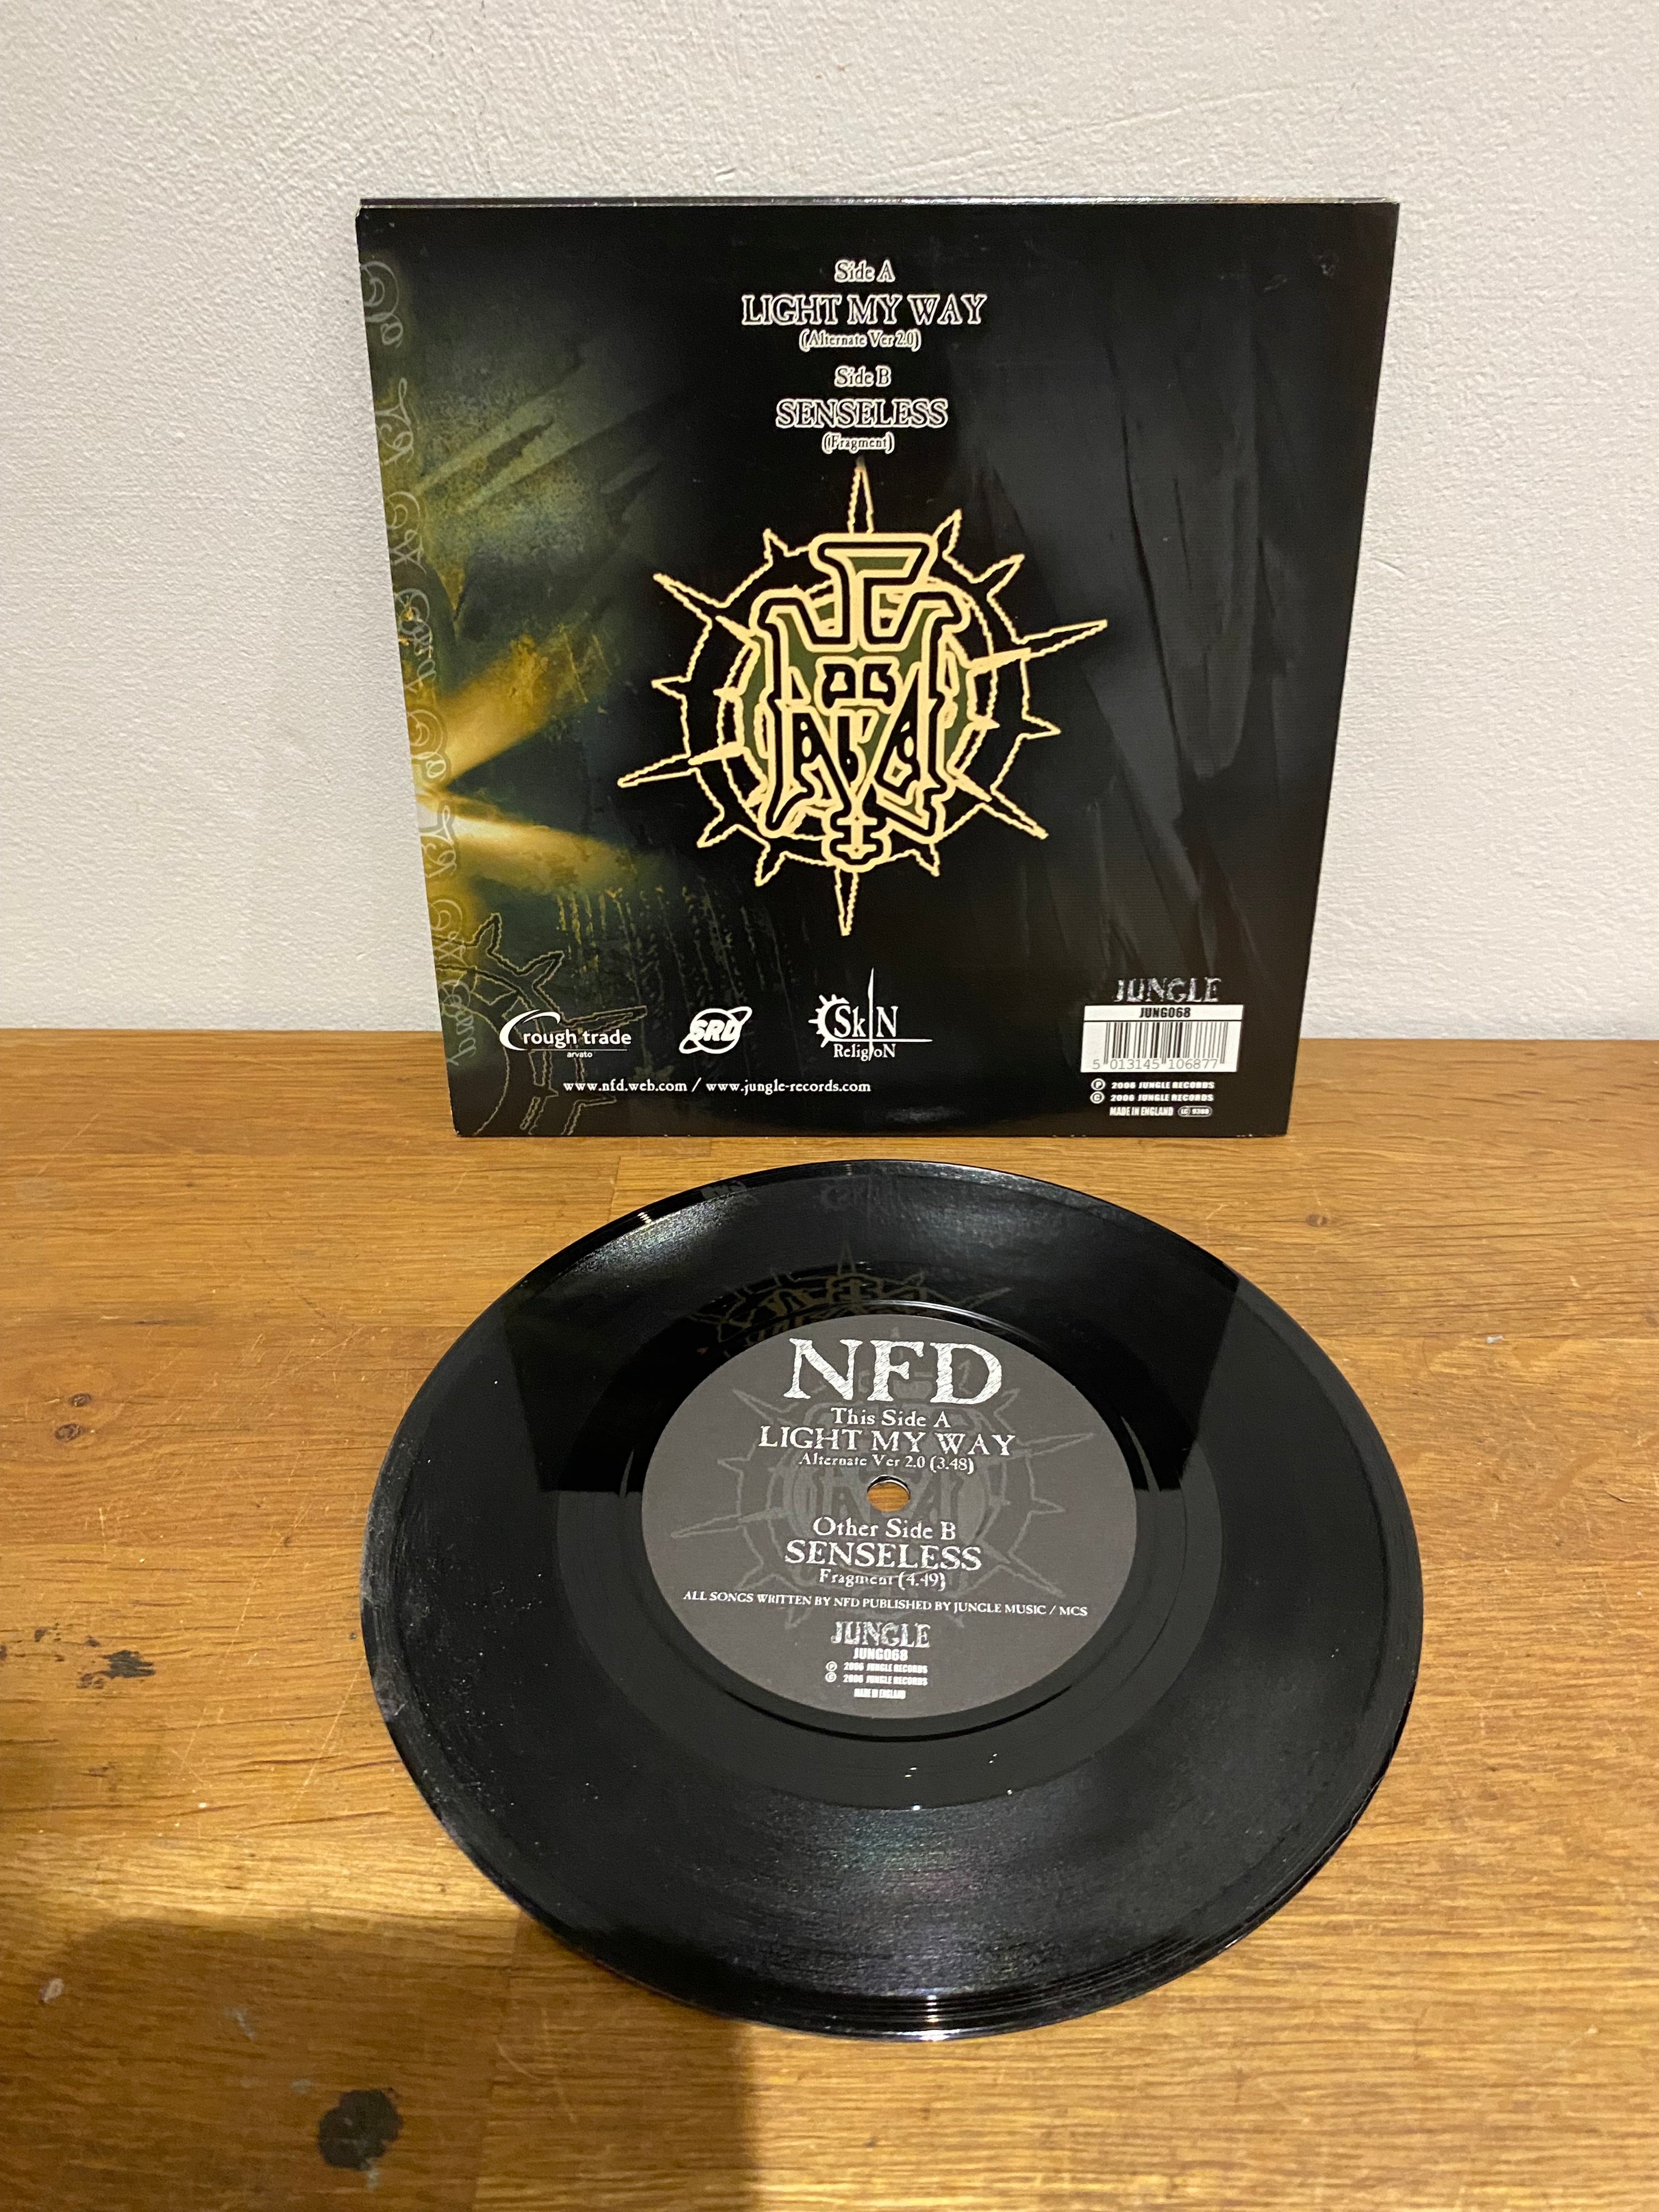 Side A
LIGHT MY WAY
(Alternate Ver 2.0)
Side B
SENSELESS
(Fragment)
rough trade
arvato
SRD
SkIN
ReligIoN
www.nfd.web.com / www.jungle-records.com
JUNGLE
JUNG068
5 013145 106877
Ⓟ 2006 JUNGLE RECORDS
© 2006 JUNGLE RECORDS
MADE IN ENGLAND LC
NFD
This Side A
LIGHT MY WAY
Alternate Ver 2.0 (3.48)
Other Side B
SENSELESS
Fragment (4.49)
ALL SONGS WRITTEN BY NFD PUBLISHED BY JUNGLE MUSIC / MCS
JUNGLE
JUNG068
Ⓟ 2006 JUNGLE RECORDS
© 2006 JUNGLE RECORDS
MADE IN ENGLAND